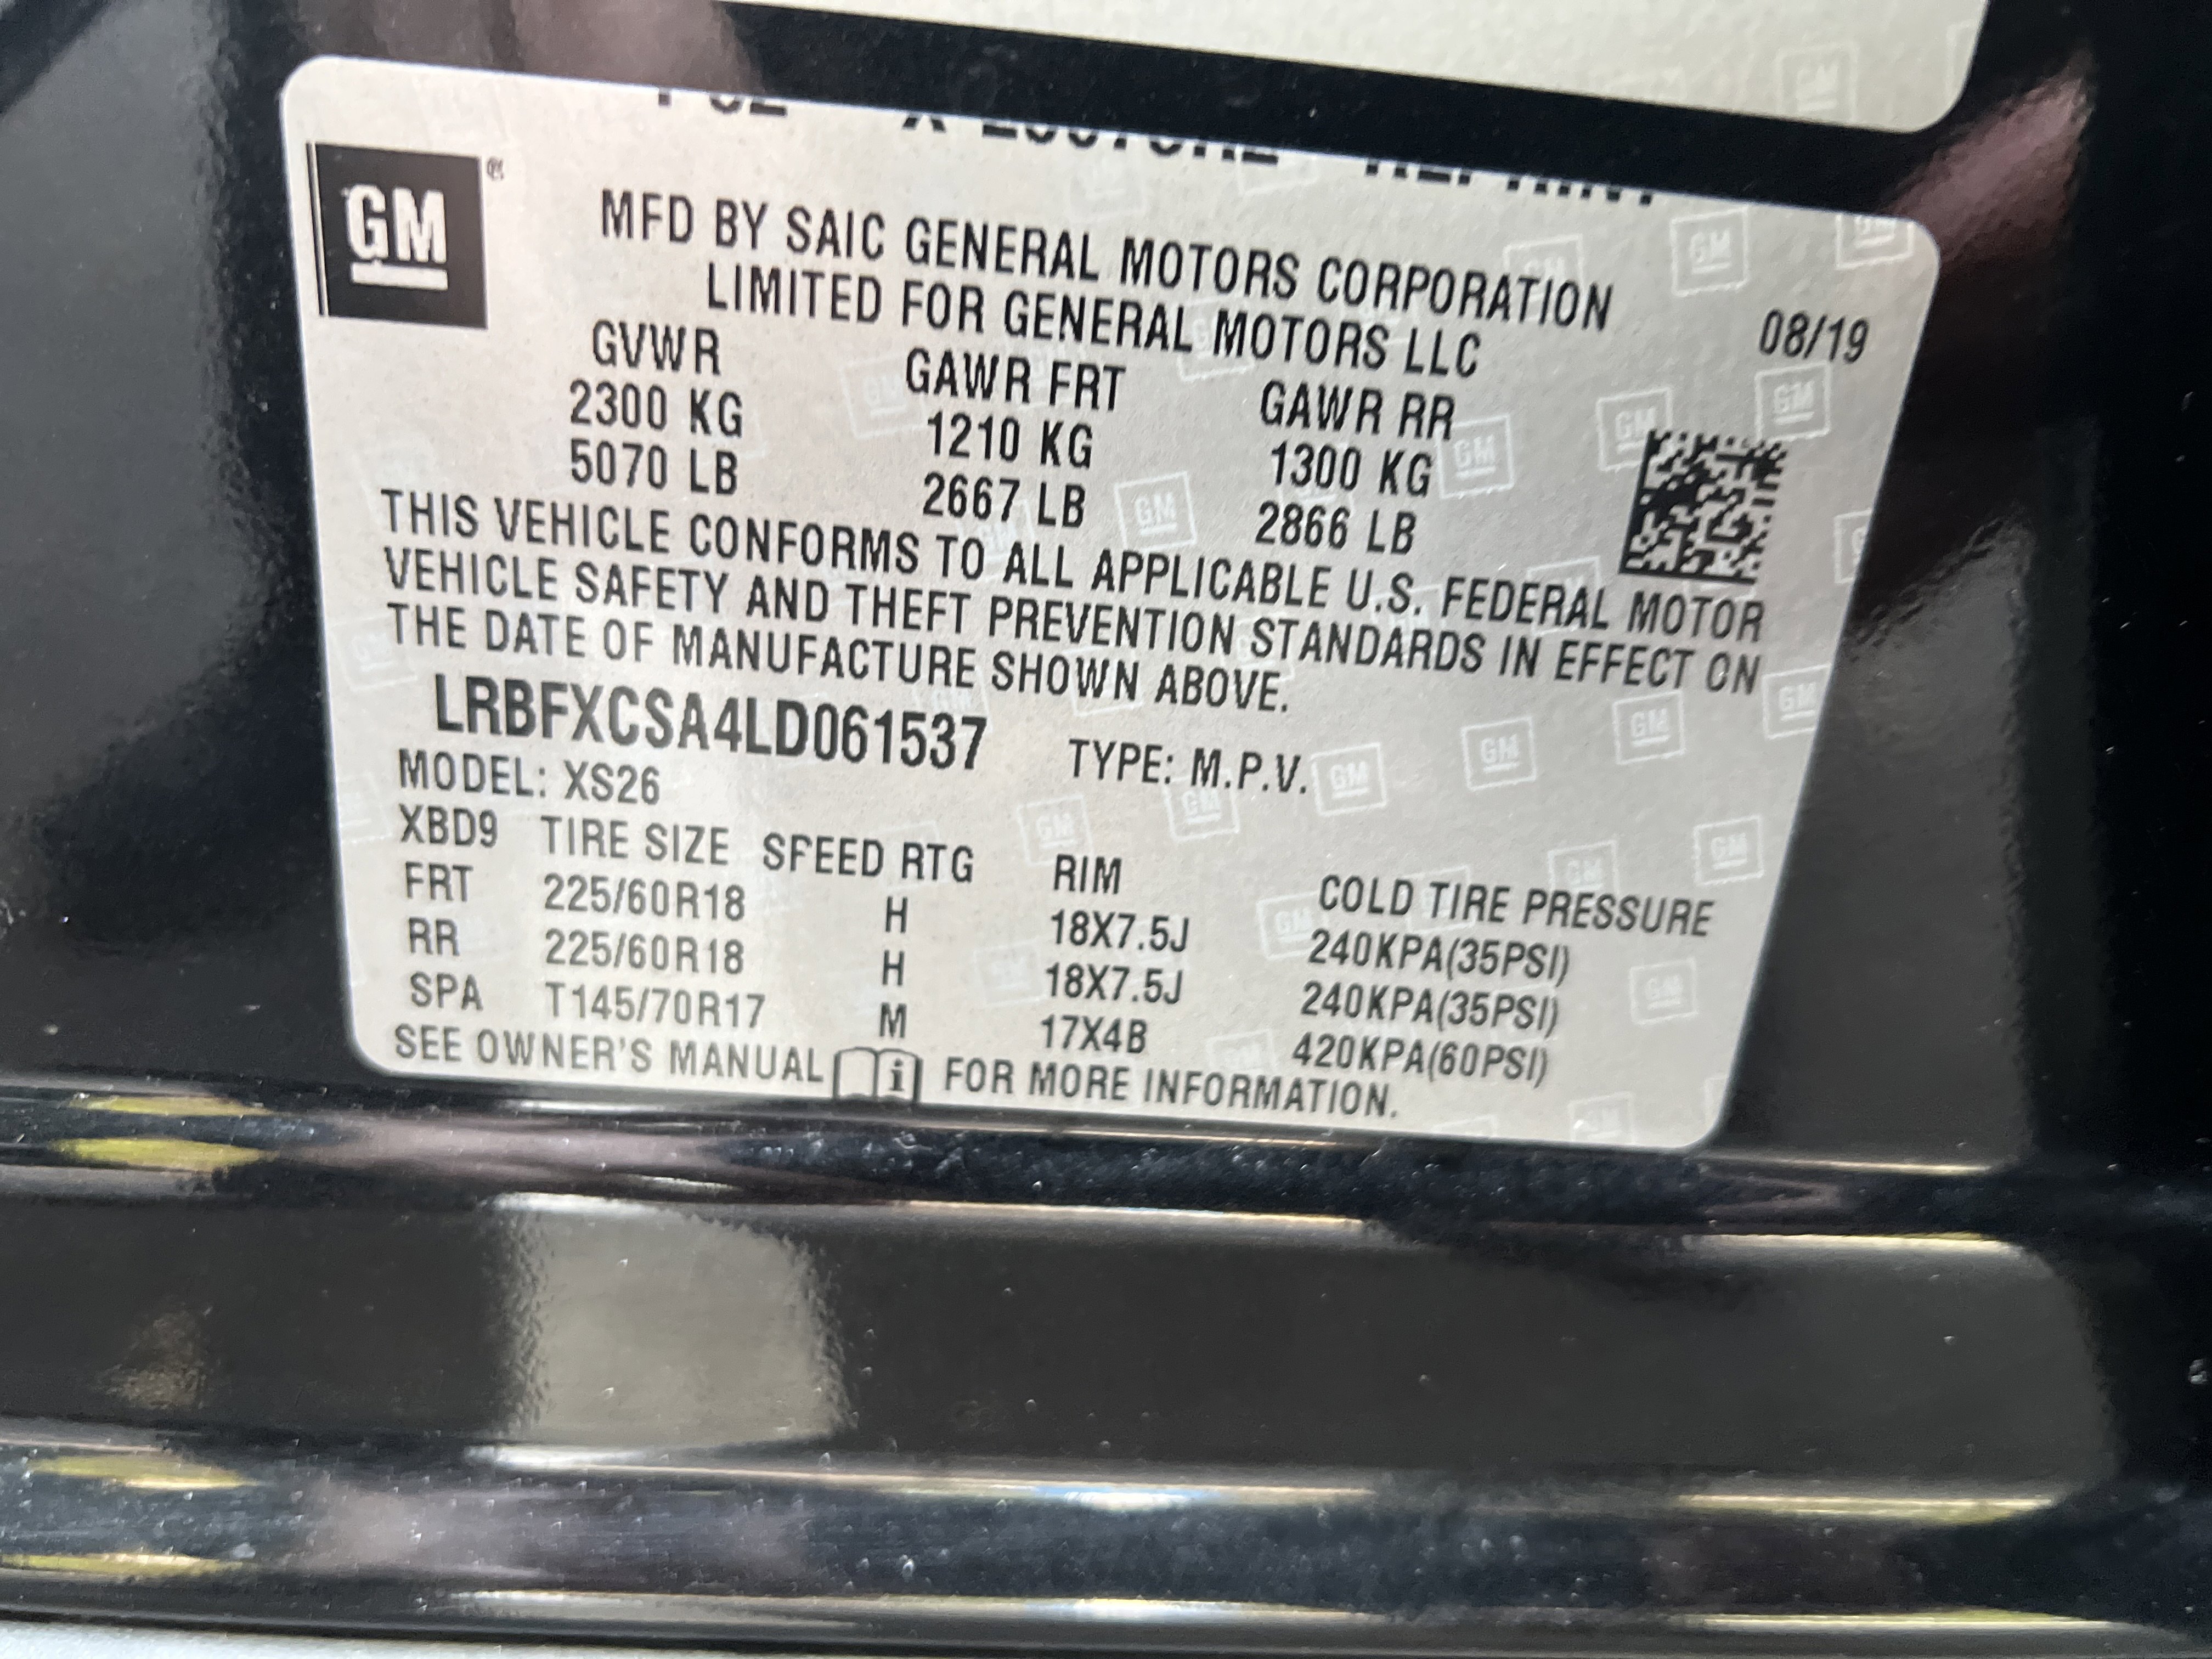 GM
MFD BY SAIC GENERAL MOTORS CORPORATION
LIMITED FOR GENERAL MOTORS LLC
08/19
GVWR GAWR FRT GAWR RR
2300 KG 1210 KG 1300 KG
5070 LB 2667 LB 2866 LB
THIS VEHICLE CONFORMS TO ALL APPLICABLE U.S. FEDERAL MOTOR
VEHICLE SAFETY AND THEFT PREVENTION STANDARDS IN EFFECT ON
THE DATE OF MANUFACTURE SHOWN ABOVE.
LRBFXCSA4LD061537 TYPE: M.P.V.
MODEL: XS26
XBD9 TIRE SIZE SPEED RTG RIM COLD TIRE PRESSURE
FRT 225/60R18 H 18X7.5J 240KPA(35PSI)
RR 225/60R18 H 18X7.5J 240KPA(35PSI)
SPA T145/70R17 M 17X4B 420KPA(60PSI)
SEE OWNER'S MANUAL i FOR MORE INFORMATION.